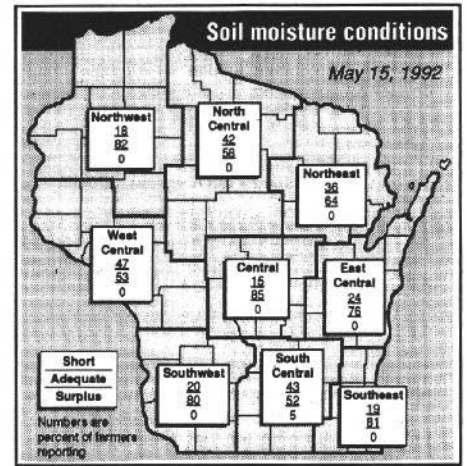 Soil moisture conditions
May 15, 1992
Northwest
18
82
0
North
Central
42
58
0
Northeast
36
64
0
West
Central
47
53
0
Central
15
85
0
East
Central
24
76
0
Short
Adequate
Surplus
Numbers are
percent of farmers
reporting
Southwest
20
80
0
South
Central
43
52
5
Southeast
19
81
0